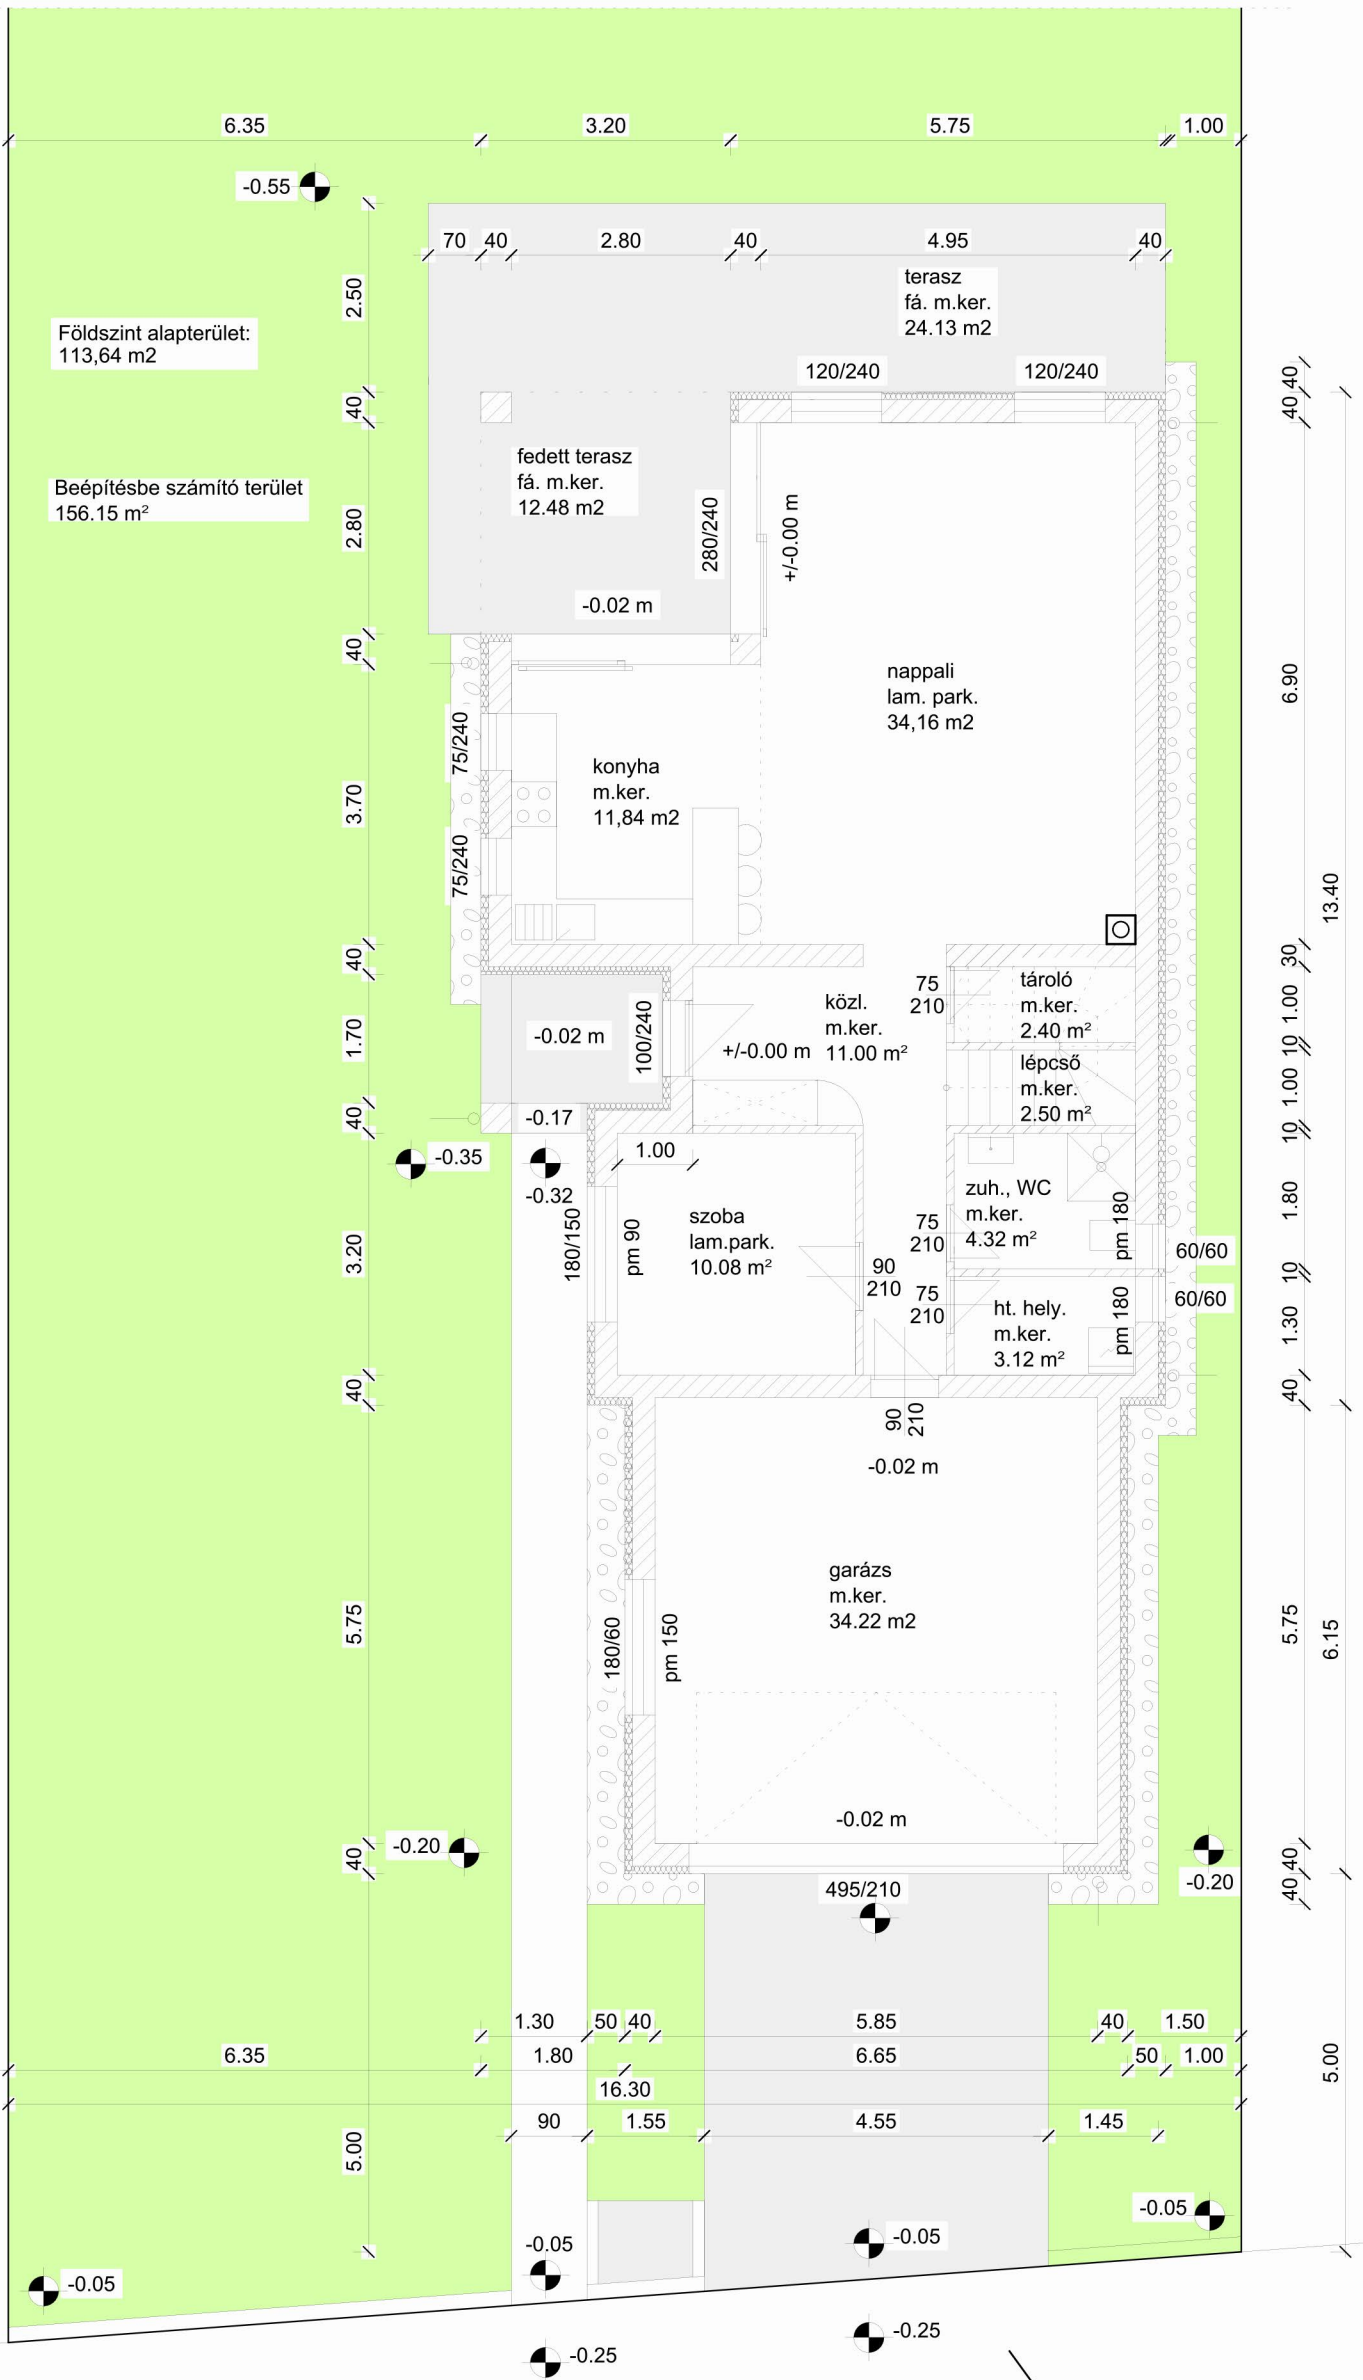 6.35
3.20
5.75
1.00
-0.55
70
40
2.80
40
4.95
40
terasz
fá. m.ker.
24.13 m2
2.50
Földszint alapterület:
113,64 m2
120/240
120/240
40
40
40
fedett terasz
fá. m.ker.
12.48 m2
Beépítésbe számító terület
156.15 m²
2.80
280/240
+/-0.00 m
-0.02 m
40
nappali
lam. park.
34,16 m2
6.90
75/240
konyha
m.ker.
11,84 m2
3.70
75/240
13.40
40
30
75
210
tároló
m.ker.
2.40 m²
közl.
m.ker.
11.00 m²
1.00
-0.02 m
100/240
+/-0.00 m
1.70
10
lépcső
m.ker.
2.50 m²
1.00
40
-0.17
10
-0.35
-0.32
1.00
180/150
pm 90
szoba
lam.park.
10.08 m²
zuh., WC
m.ker.
4.32 m²
pm 180
1.80
75
210
60/60
3.20
90
210
10
75
210
ht. hely.
m.ker.
3.12 m²
pm 180
60/60
1.30
40
40
90
210
-0.02 m
garázs
m.ker.
34.22 m2
5.75
180/60
pm 150
5.75
6.15
-0.02 m
-0.20
40
40
-0.20
495/210
40
1.30
50
40
5.85
40
1.50
6.35
1.80
6.65
50
1.00
16.30
5.00
90
1.55
4.55
1.45
5.00
-0.05
-0.05
-0.05
-0.05
-0.25
-0.25